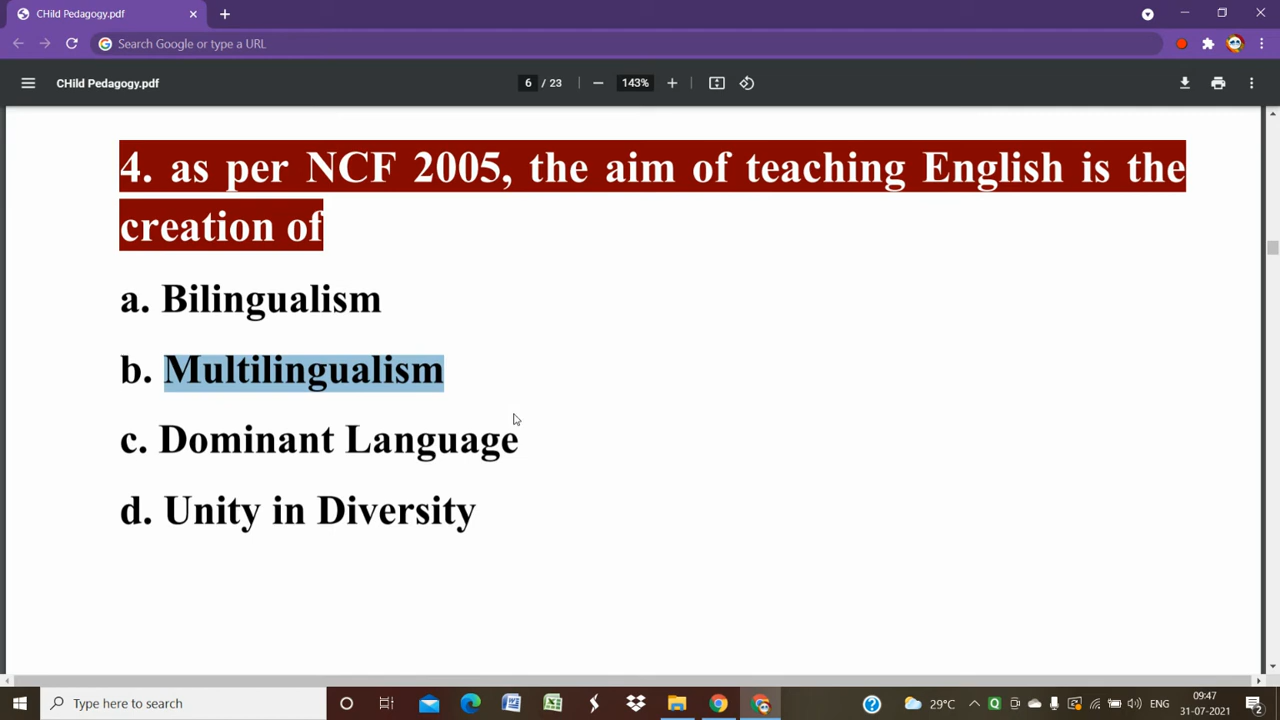 CHild Pedagogy.pdf
Search Google or type a URL
CHild Pedagogy.pdf
6 / 23
143%
4. as per NCF 2005, the aim of teaching English is the
creation of
a. Bilingualism
b. Multilingualism
c. Dominant Language
d. Unity in Diversity
Type here to search
29°C
ENG
09:47
31-07-2021
2